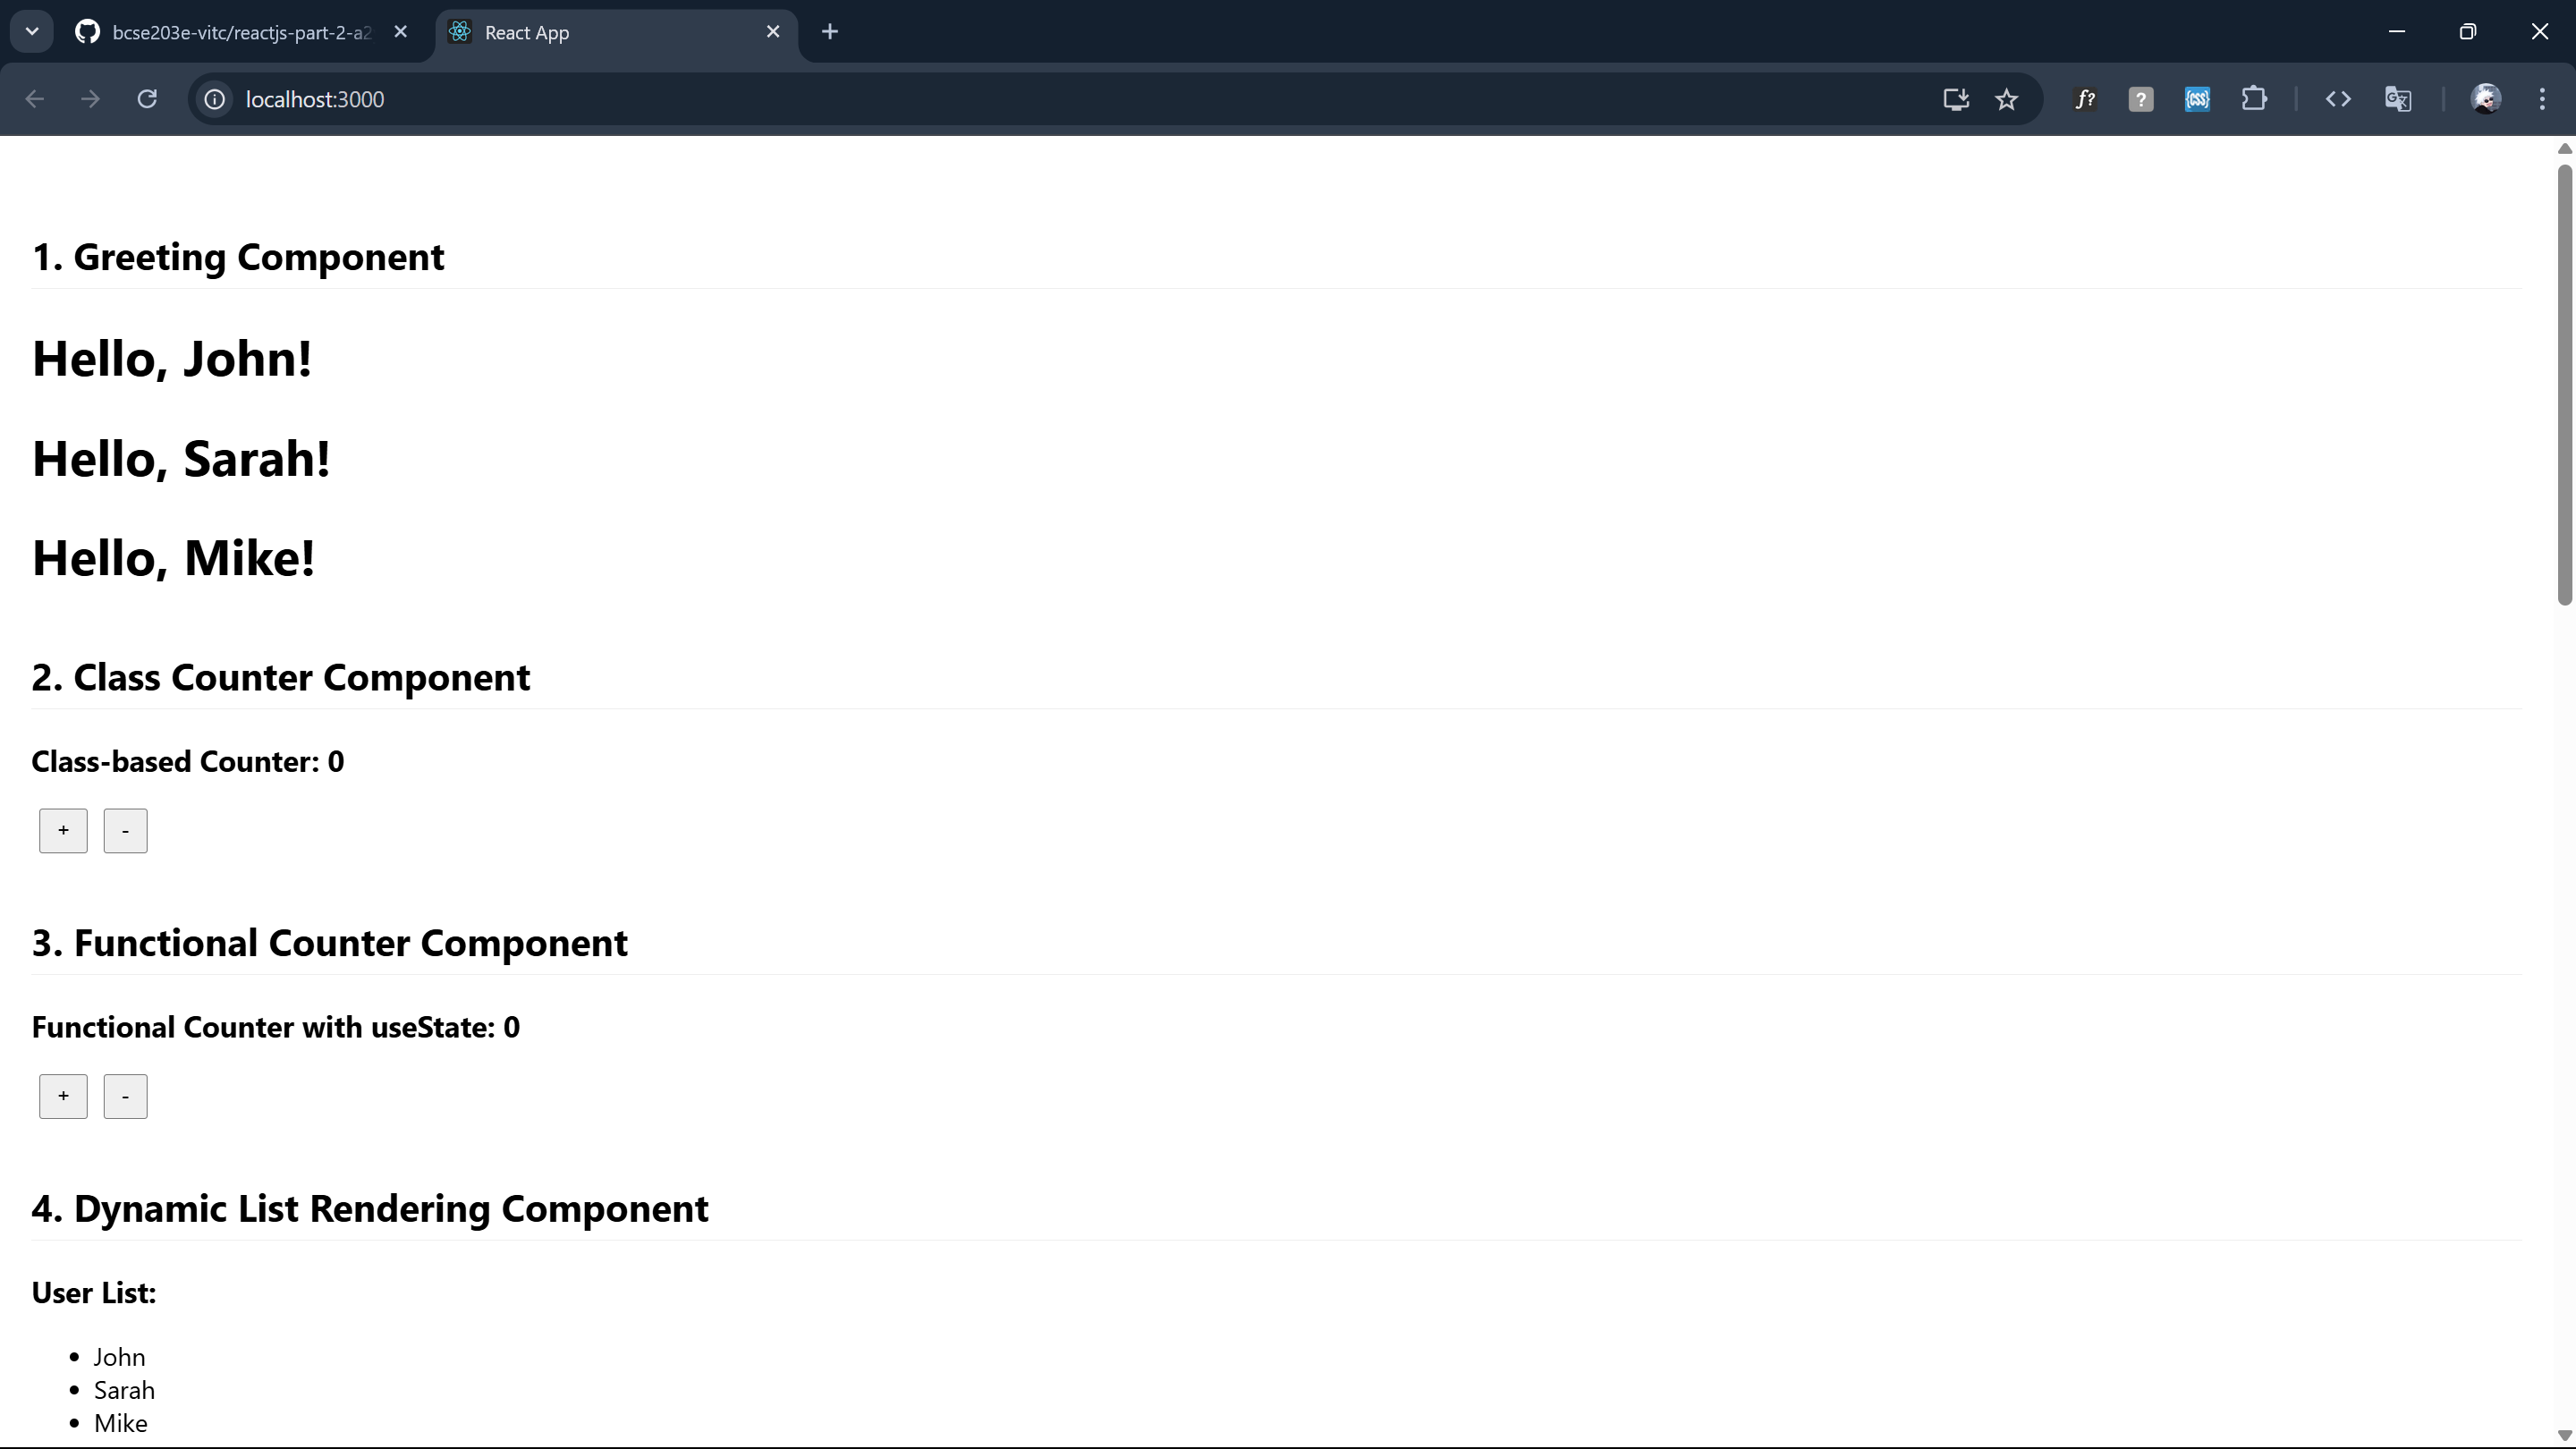 bcse203e-vitc/reactjs-part-2-a2
React App
localhost:3000
f?
?
{CSS}
1. Greeting Component
Hello, John!
Hello, Sarah!
Hello, Mike!
2. Class Counter Component
Class-based Counter: 0
+ -
3. Functional Counter Component
Functional Counter with useState: 0
+ -
4. Dynamic List Rendering Component
User List:
• John
• Sarah
• Mike